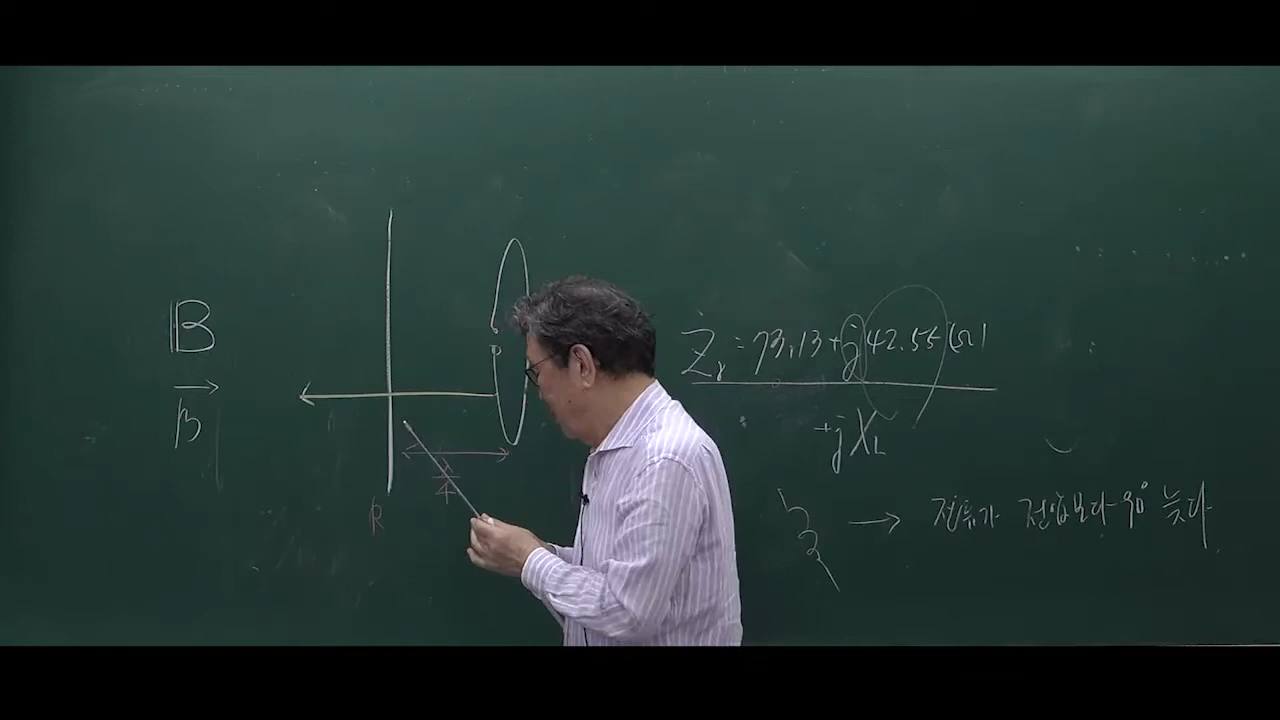 B
B
R
λ/4
Zr = 73.13 + j42.55 [Ω]
+jXL
→ 전류가 전압보다 90° 늦다.